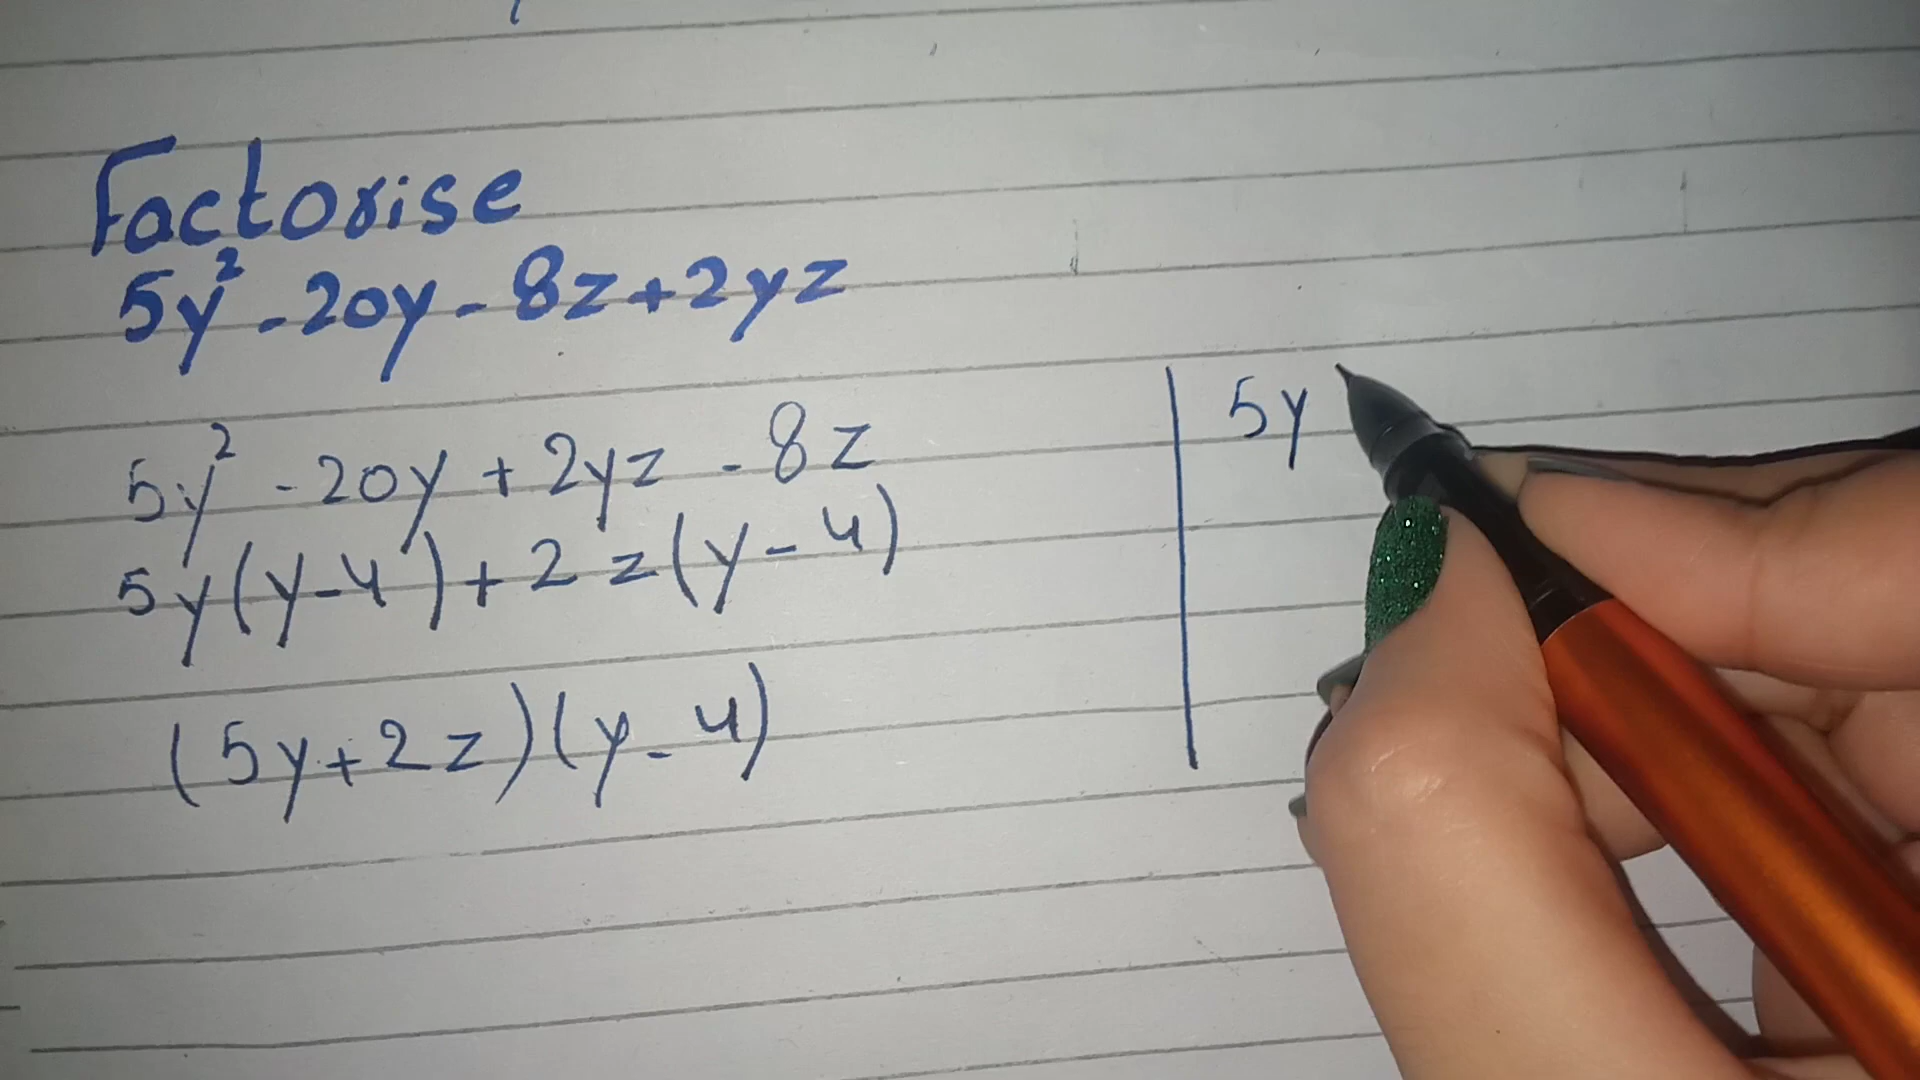 Factorise
5y² - 20y - 8z + 2yz
5y² - 20y + 2yz - 8z
5y(y-4) + 2z(y-4)
(5y+2z)(y-4)
5y